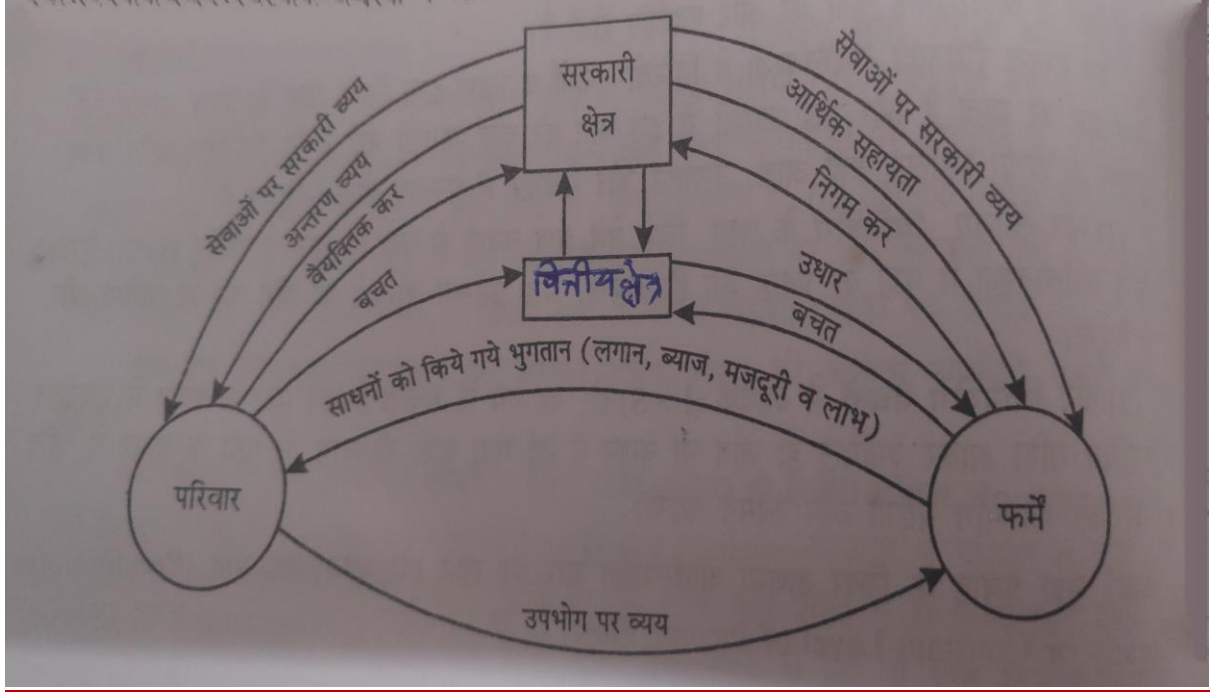 सरकारी
क्षेत्र
सेवाओं पर सरकारी व्यय
अन्तरण व्यय
वैयक्तिक कर
बचत
सेवाओं पर सरकारी व्यय
आर्थिक सहायता
निगम कर
उधार
बचत
वित्तीय क्षेत्र
साधनों को किये गये भुगतान (लगान, ब्याज, मजदूरी व लाभ)
परिवार
फर्में
उपभोग पर व्यय